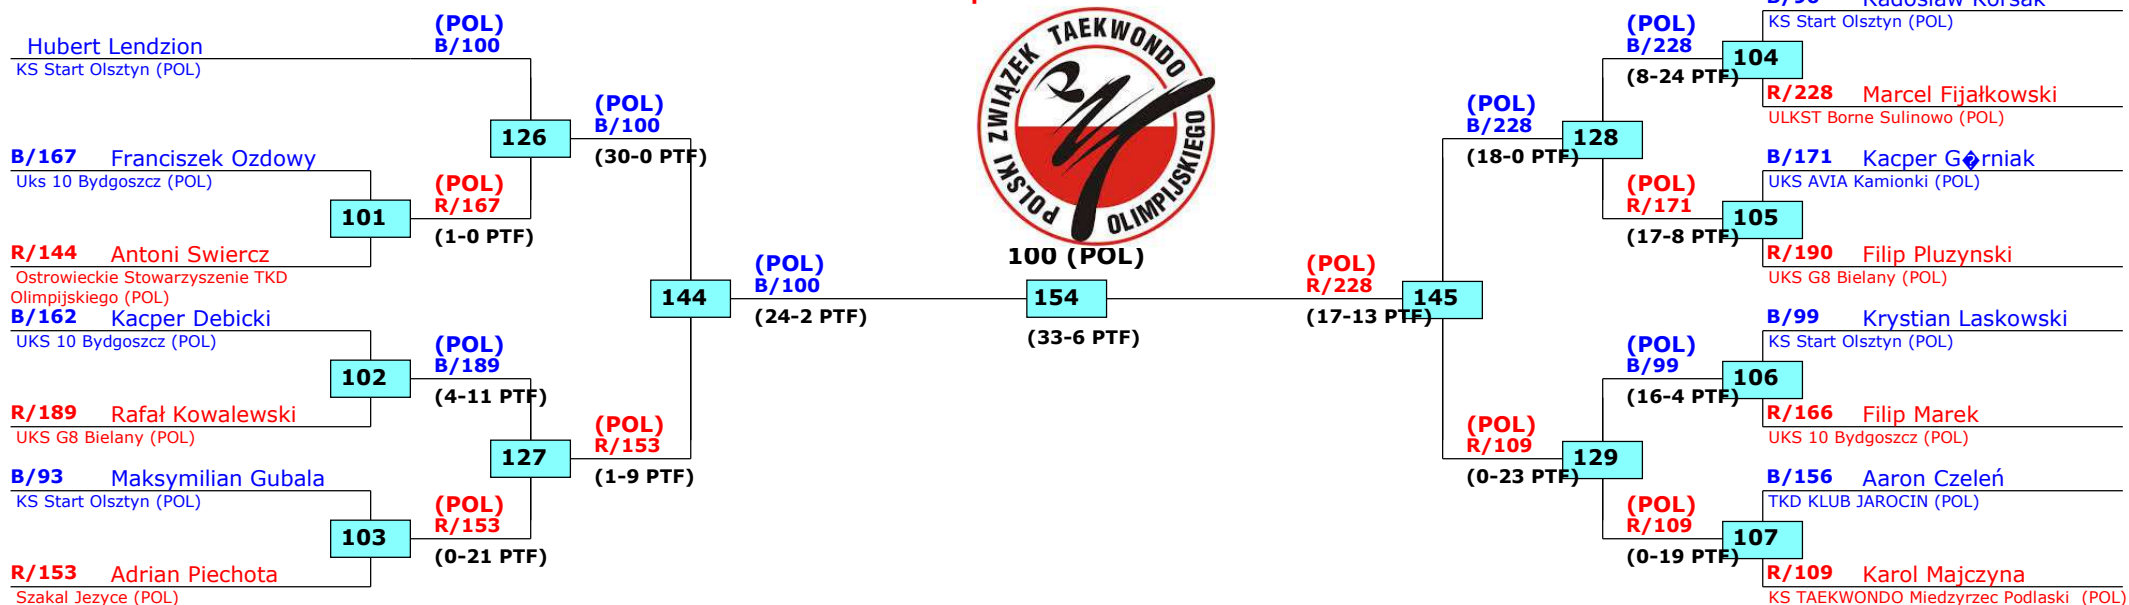 Hubert Lendzion
KS Start Olsztyn (POL)
(POL)
B/100
B/167 Franciszek Ozdowy
Uks 10 Bydgoszcz (POL)
101
R/144 Antoni Swiercz
Ostrowieckie Stowarzyszenie TKD
Olimpijskiego (POL)
(POL)
R/167
(1-0 PTF)
126
(POL)
B/100
(30-0 PTF)
B/162 Kacper Debicki
UKS 10 Bydgoszcz (POL)
102
R/189 Rafał Kowalewski
UKS G8 Bielany (POL)
(POL)
B/189
(4-11 PTF)
B/93 Maksymilian Gubala
KS Start Olsztyn (POL)
103
R/153 Adrian Piechota
Szakal Jezyce (POL)
(POL)
R/153
(0-21 PTF)
127
(POL)
R/153
(1-9 PTF)
144
(POL)
B/100
(24-2 PTF)
POLSKI ZWIĄZEK TAEKWONDO OLIMPIJSKIEGO
100 (POL)
154
(33-6 PTF)
(POL)
R/228
(17-13 PTF)
145
(POL)
B/228
(18-0 PTF)
128
(POL)
B/228
(8-24 PTF)
104
KS Start Olsztyn (POL)
R/228 Marcel Fijałkowski
ULKST Borne Sulinowo (POL)
(POL)
R/171
(17-8 PTF)
105
B/171 Kacper G�rniak
UKS AVIA Kamionki (POL)
R/190 Filip Pluzynski
UKS G8 Bielany (POL)
(POL)
R/109
(0-23 PTF)
129
(POL)
B/99
(16-4 PTF)
106
B/99 Krystian Laskowski
KS Start Olsztyn (POL)
R/166 Filip Marek
UKS 10 Bydgoszcz (POL)
(POL)
R/109
(0-19 PTF)
107
B/156 Aaron Czeleń
TKD KLUB JAROCIN (POL)
R/109 Karol Majczyna
KS TAEKWONDO Miedzyrzec Podlaski (POL)